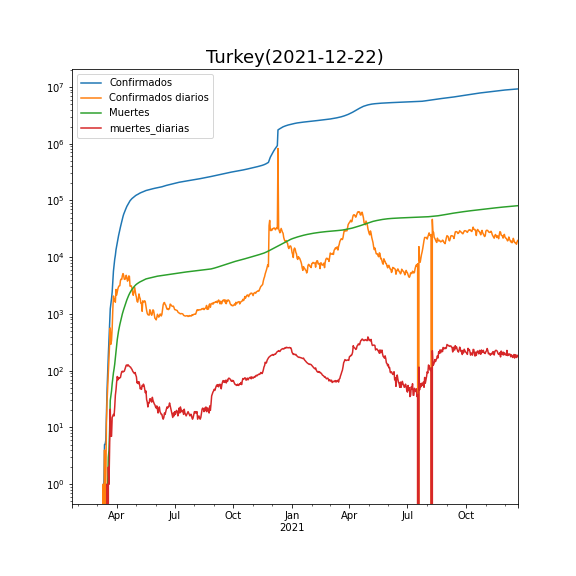 Turkey(2021-12-22)
Confirmados
Confirmados diarios
Muertes
muertes_diarias
10⁷
10⁶
10⁵
10⁴
10³
10²
10¹
10⁰
Apr Jul Oct Jan Apr Jul Oct
2021